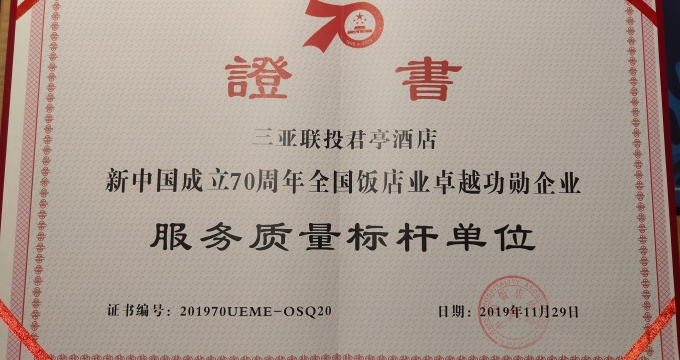 70
證書
三亚联投君亭酒店
新中国成立70周年全国饭店业卓越功勋企业
服务质量标杆单位
证书编号：201970UEME-OSQ20
日期：2019年11月29日